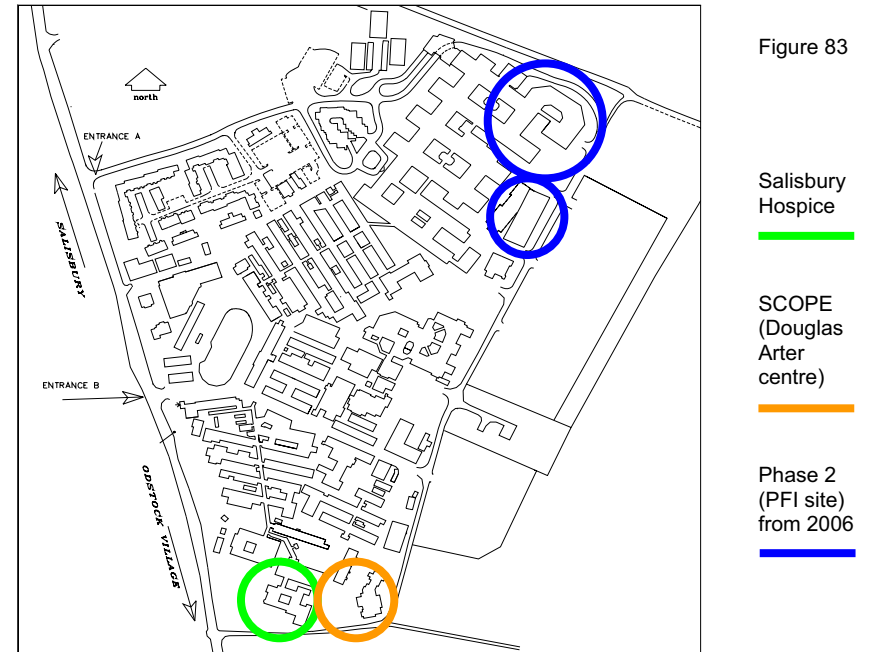 Figure 83
north
ENTRANCE A
SALISBURY
Salisbury
Hospice
SCOPE
(Douglas
Arter
centre)
ENTRANCE B
ODSTOCK VILLAGE
Phase 2
(PFI site)
from 2006